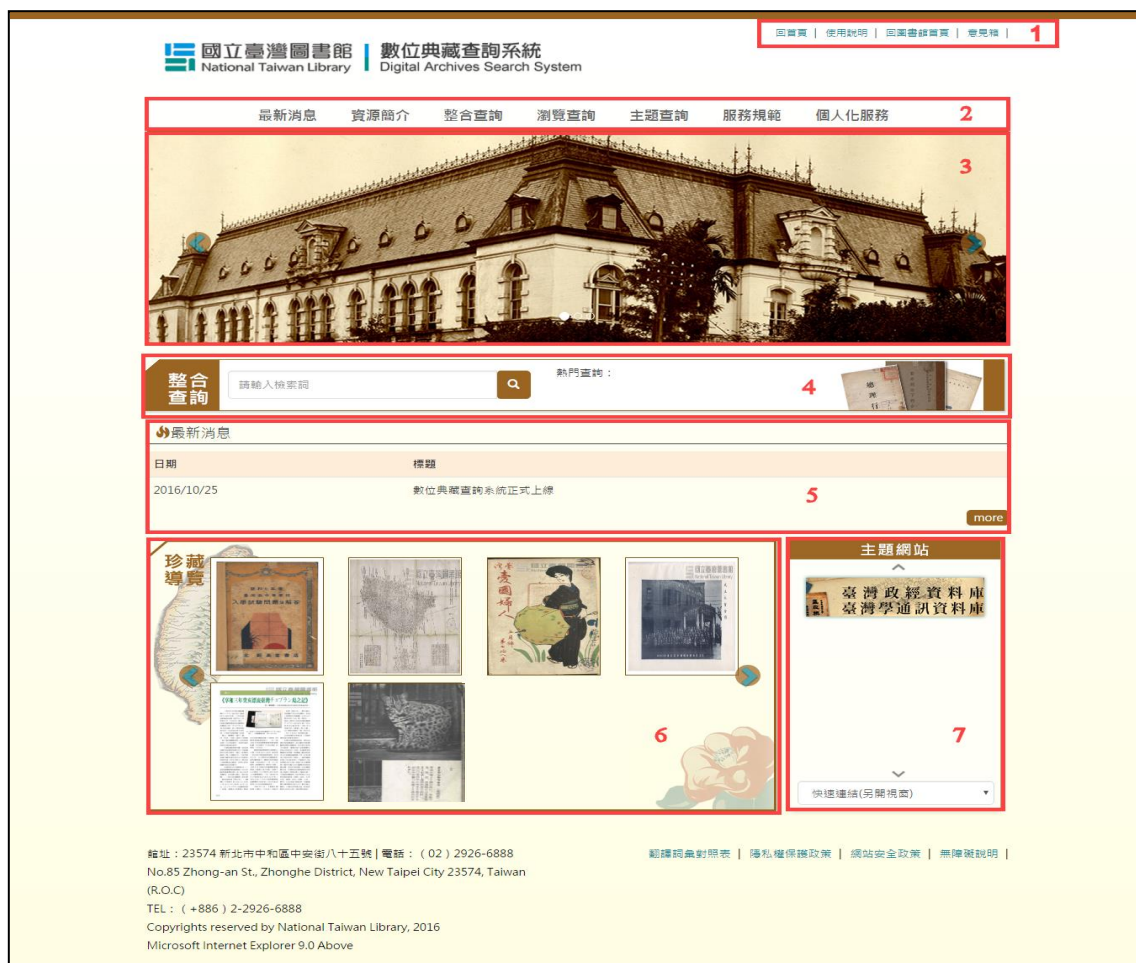 回首頁 | 使用說明 | 回圖書館首頁 | 意見箱 |
1
國立臺灣圖書館 | 數位典藏查詢系統
National Taiwan Library Digital Archives Search System
最新消息 資源簡介 整合查詢 瀏覽查詢 主題查詢 服務規範 個人化服務
2
3
整合
查詢
請輸入檢索詞
熱門查詢：
4
最新消息
日期 標題
2016/10/25 數位典藏查詢系統正式上線
5
more
珍藏
導覽
愛國婦人
6
主題網站
臺灣政經資料庫
臺灣學通訊資料庫
7
快速連結(另開視窗)
館址：23574 新北市中和區中安街八十五號 | 電話：（02）2926-6888
No.85 Zhong-an St., Zhonghe District, New Taipei City 23574, Taiwan
(R.O.C)
TEL：（+886）2-2926-6888
Copyrights reserved by National Taiwan Library, 2016
Microsoft Internet Explorer 9.0 Above
翻譯詞彙對照表 | 隱私權保護政策 | 網站安全政策 | 無障礙說明 |